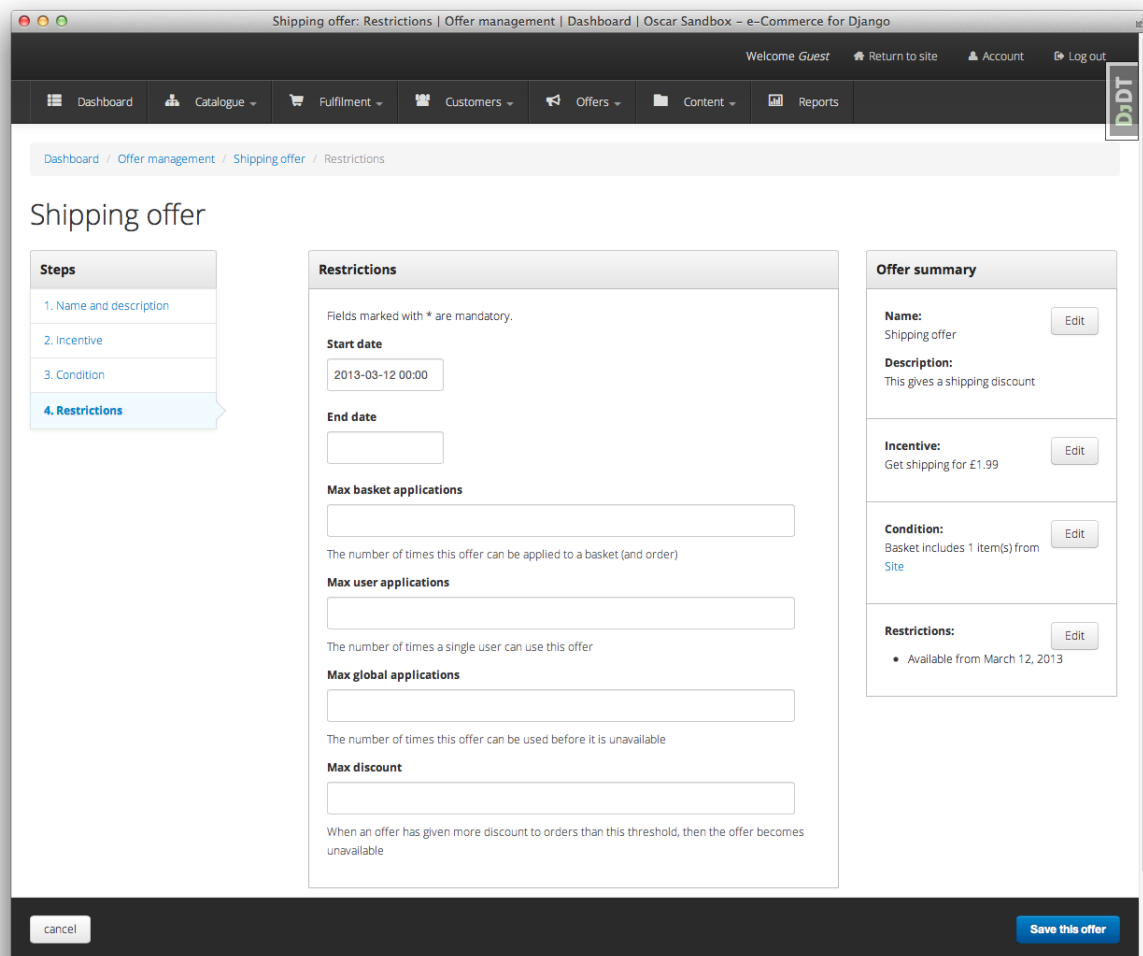 Shipping offer: Restrictions | Offer management | Dashboard | Oscar Sandbox – e-Commerce for Django
Welcome Guest Return to site Account Log out
Dashboard Catalogue Fulfilment Customers Offers Content Reports
DJDT
Dashboard / Offer management / Shipping offer / Restrictions
Shipping offer
Steps
1. Name and description
2. Incentive
3. Condition
4. Restrictions
Restrictions
Fields marked with * are mandatory.
Start date
2013-03-12 00:00
End date
Max basket applications
The number of times this offer can be applied to a basket (and order)
Max user applications
The number of times a single user can use this offer
Max global applications
The number of times this offer can be used before it is unavailable
Max discount
When an offer has given more discount to orders than this threshold, then the offer becomes
unavailable
Offer summary
Name:
Edit
Shipping offer
Description:
This gives a shipping discount
Incentive:
Edit
Get shipping for £1.99
Condition:
Edit
Basket includes 1 item(s) from
Site
Restrictions:
Edit
• Available from March 12, 2013
cancel
Save this offer